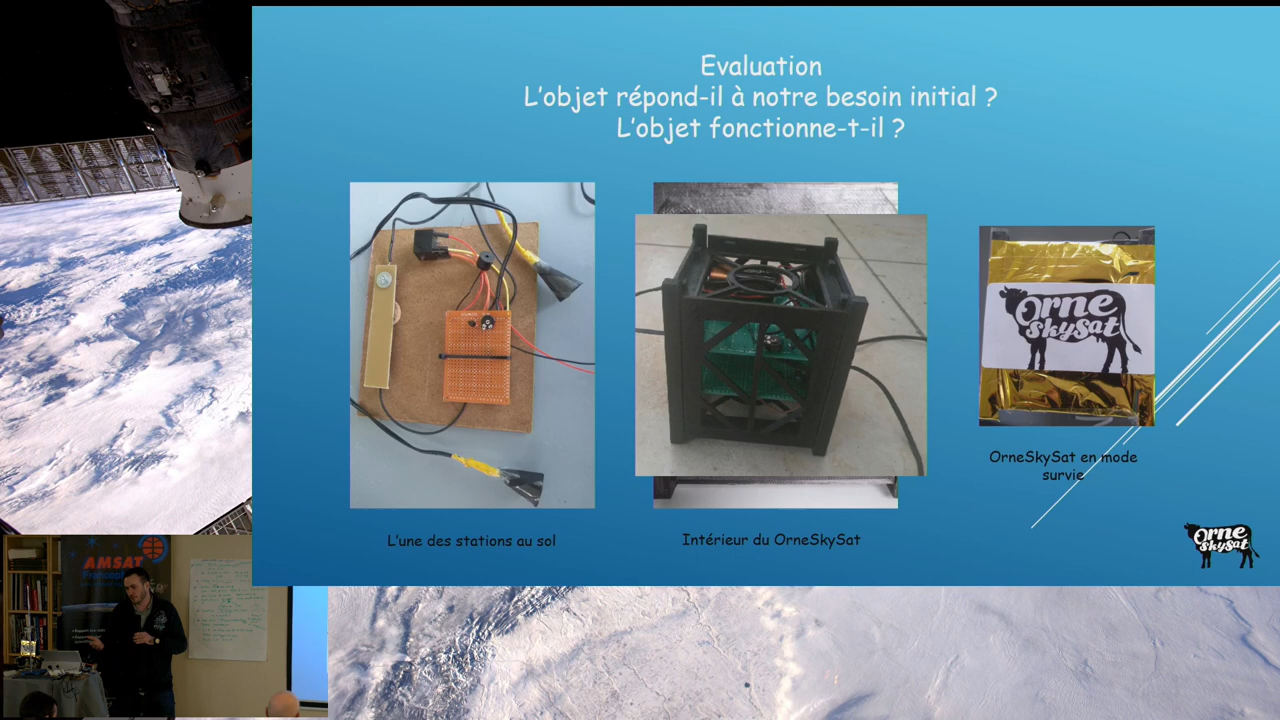 Evaluation
L'objet répond-il à notre besoin initial ?
L'objet fonctionne-t-il ?
Orne
SkySat
OrneSkySat en mode
survie
L'une des stations au sol
Intérieur du OrneSkySat
Orne
SkySat
AMSAT